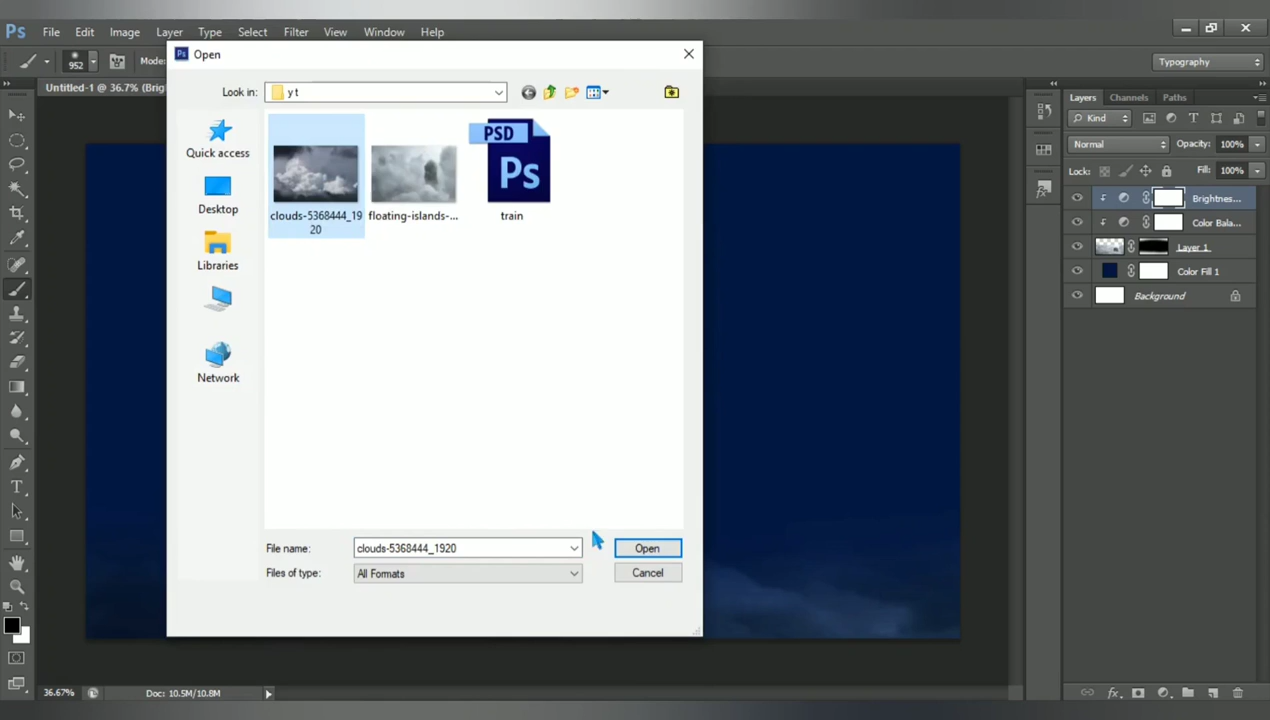 Ps File Edit Image Layer Type Select Filter View Window Help
Open
952 Mode:
Typography
Untitled-1 @ 36.7% (Brig
Look in: yt
Layers Channels Paths
Kind
Normal Opacity: 100%
Lock: Fill: 100%
Quick access
Desktop
Libraries
Network
PSD
Ps
clouds-5368444_19
20
floating-islands-...
train
Brightnes...
Color Bala...
Layer 1
Color Fill 1
Background
File name: clouds-5368444_1920 Open
Files of type: All Formats Cancel
36.67% Doc: 10.5M/10.8M